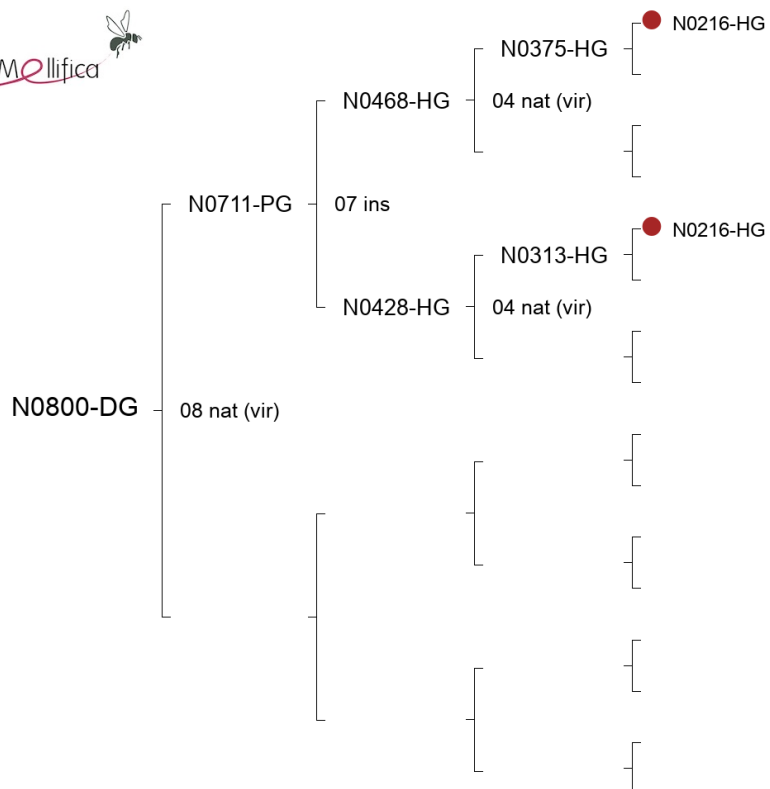 N0216-HG
Mellifica
N0375-HG
N0468-HG
04 nat (vir)
N0711-PG
07 ins
N0216-HG
N0313-HG
N0428-HG
04 nat (vir)
N0800-DG
08 nat (vir)